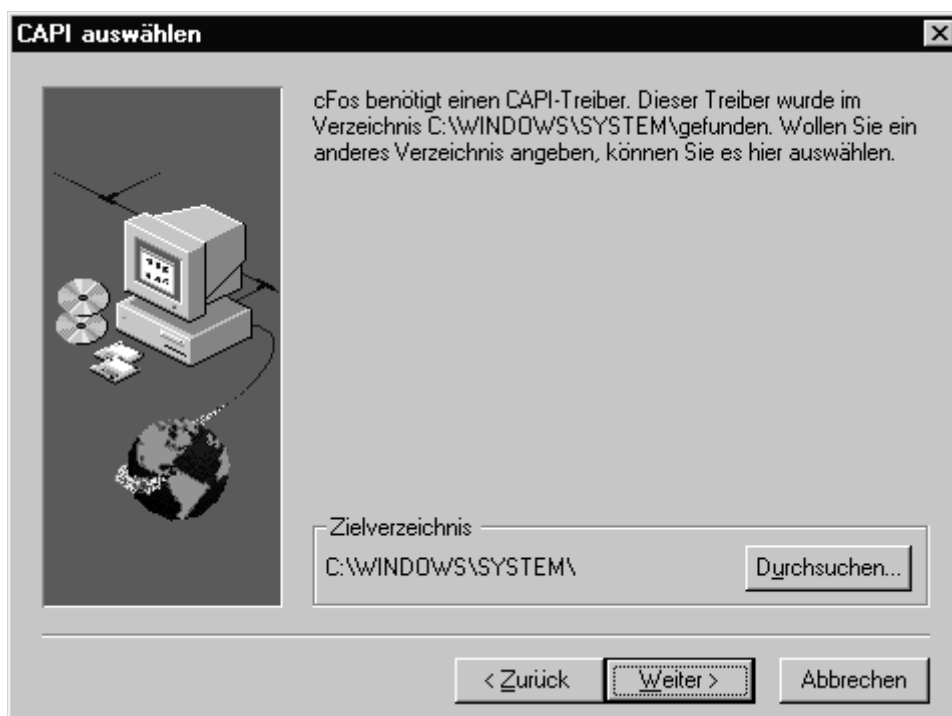 CAPI auswählen
cFos benötigt einen CAPI-Treiber. Dieser Treiber wurde im
Verzeichnis C:\WINDOWS\SYSTEM\gefunden. Wollen Sie ein
anderes Verzeichnis angeben, können Sie es hier auswählen.
Zielverzeichnis
C:\WINDOWS\SYSTEM\
Durchsuchen...
< Zurück
Weiter >
Abbrechen